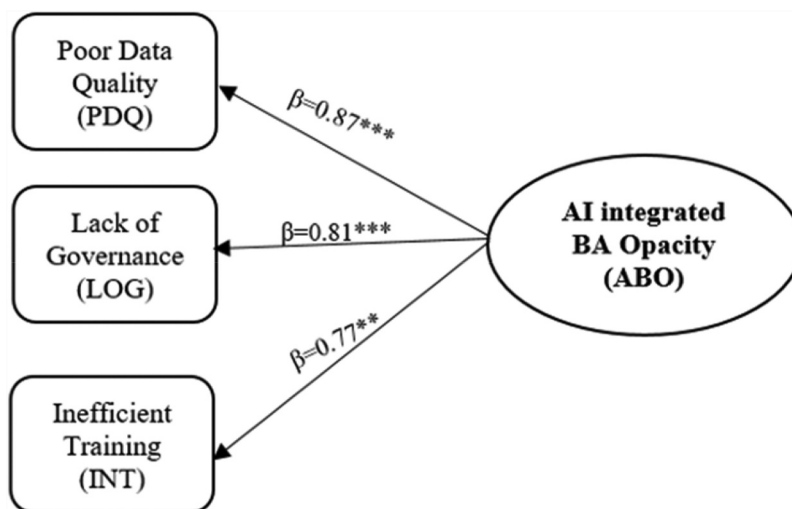 Poor Data
Quality
(PDQ)
β=0.87***
Lack of
Governance
(LOG)
β=0.81***
AI integrated
BA Opacity
(ABO)
β=0.77**
Inefficient
Training
(INT)